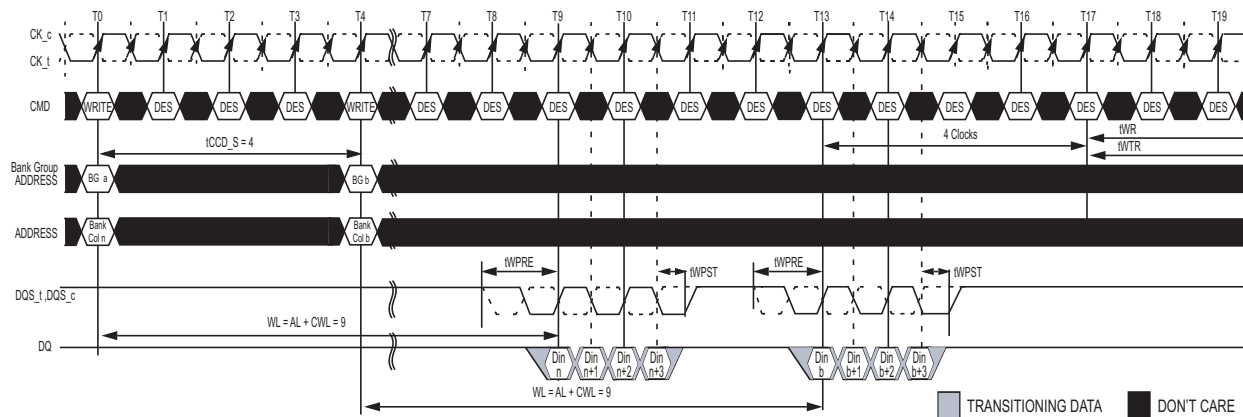 T0 T1 T2 T3 T4 T7 T8 T9 T10 T11 T12 T13 T14 T15 T16 T17 T18 T19
CK_c
CK_t
CMD WRITE DES DES DES WRITE DES DES DES DES DES DES DES DES DES DES DES DES DES
tCCD_S = 4 4 Clocks tWR
tWTR
Bank Group
ADDRESS BG a BG b
ADDRESS Bank Col n Bank Col b
tWPRE tWPST tWPRE tWPST
DQS_t ,DQS_c
WL = AL + CWL = 9
DQ Din n Din n+1 Din n+2 Din n+3 Din b Din b+1 Din b+2 Din b+3
WL = AL + CWL = 9
TRANSITIONING DATA DON'T CARE